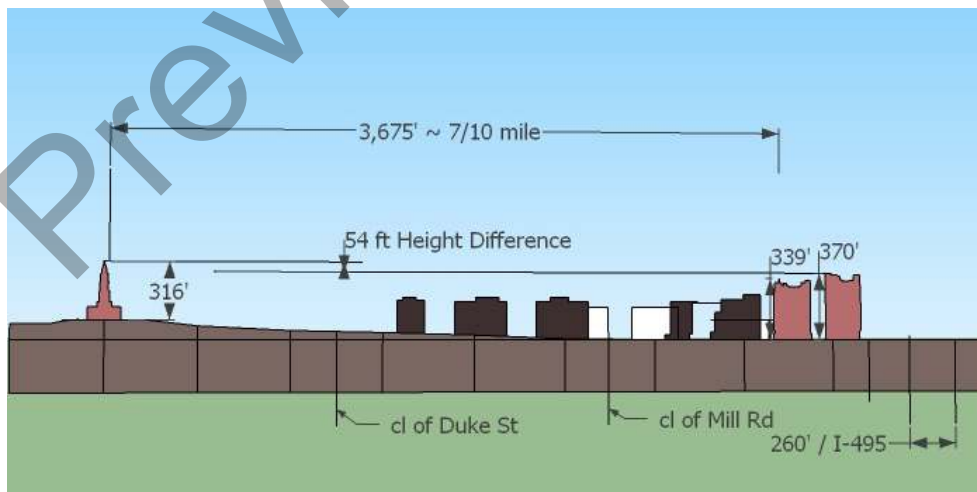 Previ
3,675' ~ 7/10 mile
54 ft Height Difference
316'
339'
370'
cl of Duke St
cl of Mill Rd
260' / I-495